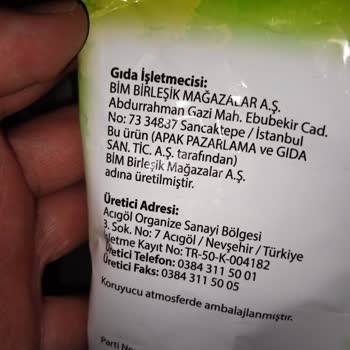 Gıda İşletmecisi:
BİM BİRLEŞİK MAĞAZALAR A.Ş.
Abdurrahman Gazi Mah. Ebubekir Cad.
No: 73 34887 Sancaktepe / İstanbul
Bu ürün (APAK PAZARLAMA ve GIDA
SAN. TİC. A.Ş. tarafından)
BİM Birleşik Mağazalar A.Ş.
adına üretilmiştir.
Üretici Adresi:
Acıgöl Organize Sanayi Bölgesi
3. Sok. No: 7 Acıgöl / Nevşehir / Türkiye
İşletme Kayıt No: TR-50-K-004182
Üretici Telefon: 0384 311 50 01
Üretici Faks: 0384 311 50 05
Koruyucu atmosferde ambalajlanmıştır.
Parti No